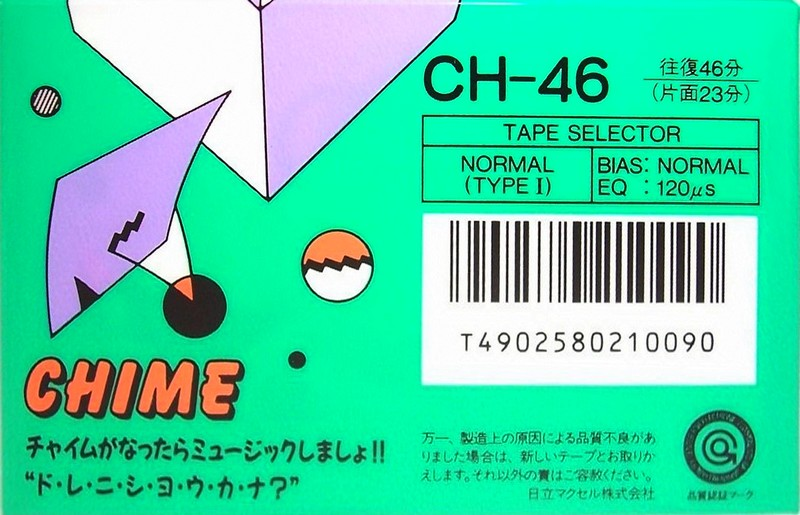 CH-46
往復46分
(片面23分)
TAPE SELECTOR
NORMAL
(TYPE I)
BIAS: NORMAL
EQ : 120μs
T4902580210090
CHIME
チャイムがなったらミュージックしましょ!!
“ド・レ・ニ・シ・ヨ・ウ・カ・ナ?”
万一、製造上の原因による品質不良があ
りました場合は、新しいテープとお取りか
えします。それ以外の責はご容赦ください。
日立マクセル株式会社
品質認証マーク